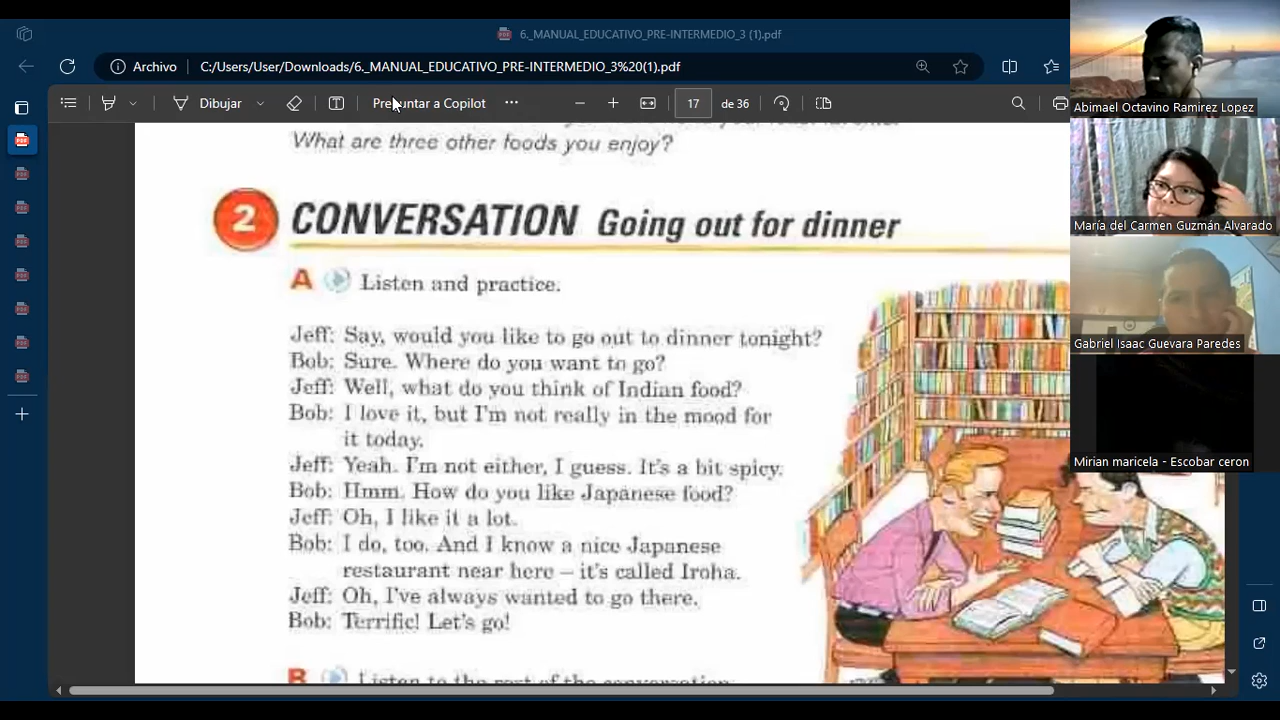 6._MANUAL_EDUCATIVO_PRE-INTERMEDIO_3 (1).pdf
Archivo
C:/Users/User/Downloads/6._MANUAL_EDUCATIVO_PRE-INTERMEDIO_3%20(1).pdf
Dibujar
Preguntar a Copilot
17
de 36
What are three other foods you enjoy?
2 CONVERSATION Going out for dinner
A Listen and practice.
Jeff: Say, would you like to go out to dinner tonight?
Bob: Sure. Where do you want to go?
Jeff: Well, what do you think of Indian food?
Bob: I love it, but I'm not really in the mood for
it today.
Jeff: Yeah. I'm not either, I guess. It's a bit spicy.
Bob: Hmm. How do you like Japanese food?
Jeff: Oh, I like it a lot.
Bob: I do, too. And I know a nice Japanese
restaurant near here – it's called Iroha.
Jeff: Oh, I've always wanted to go there.
Bob: Terrific! Let's go!
B Listen to the rest of the conversation.
Abimael Octavino Ramirez Lopez
María del Carmen Guzmán Alvarado
Gabriel Isaac Guevara Paredes
Mirian maricela - Escobar ceron